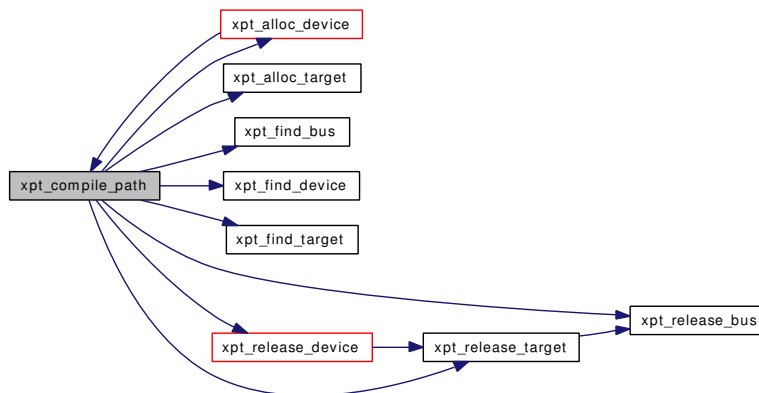 xpt_alloc_device
xpt_alloc_target
xpt_find_bus
xpt_compile_path
xpt_find_device
xpt_find_target
xpt_release_bus
xpt_release_device
xpt_release_target